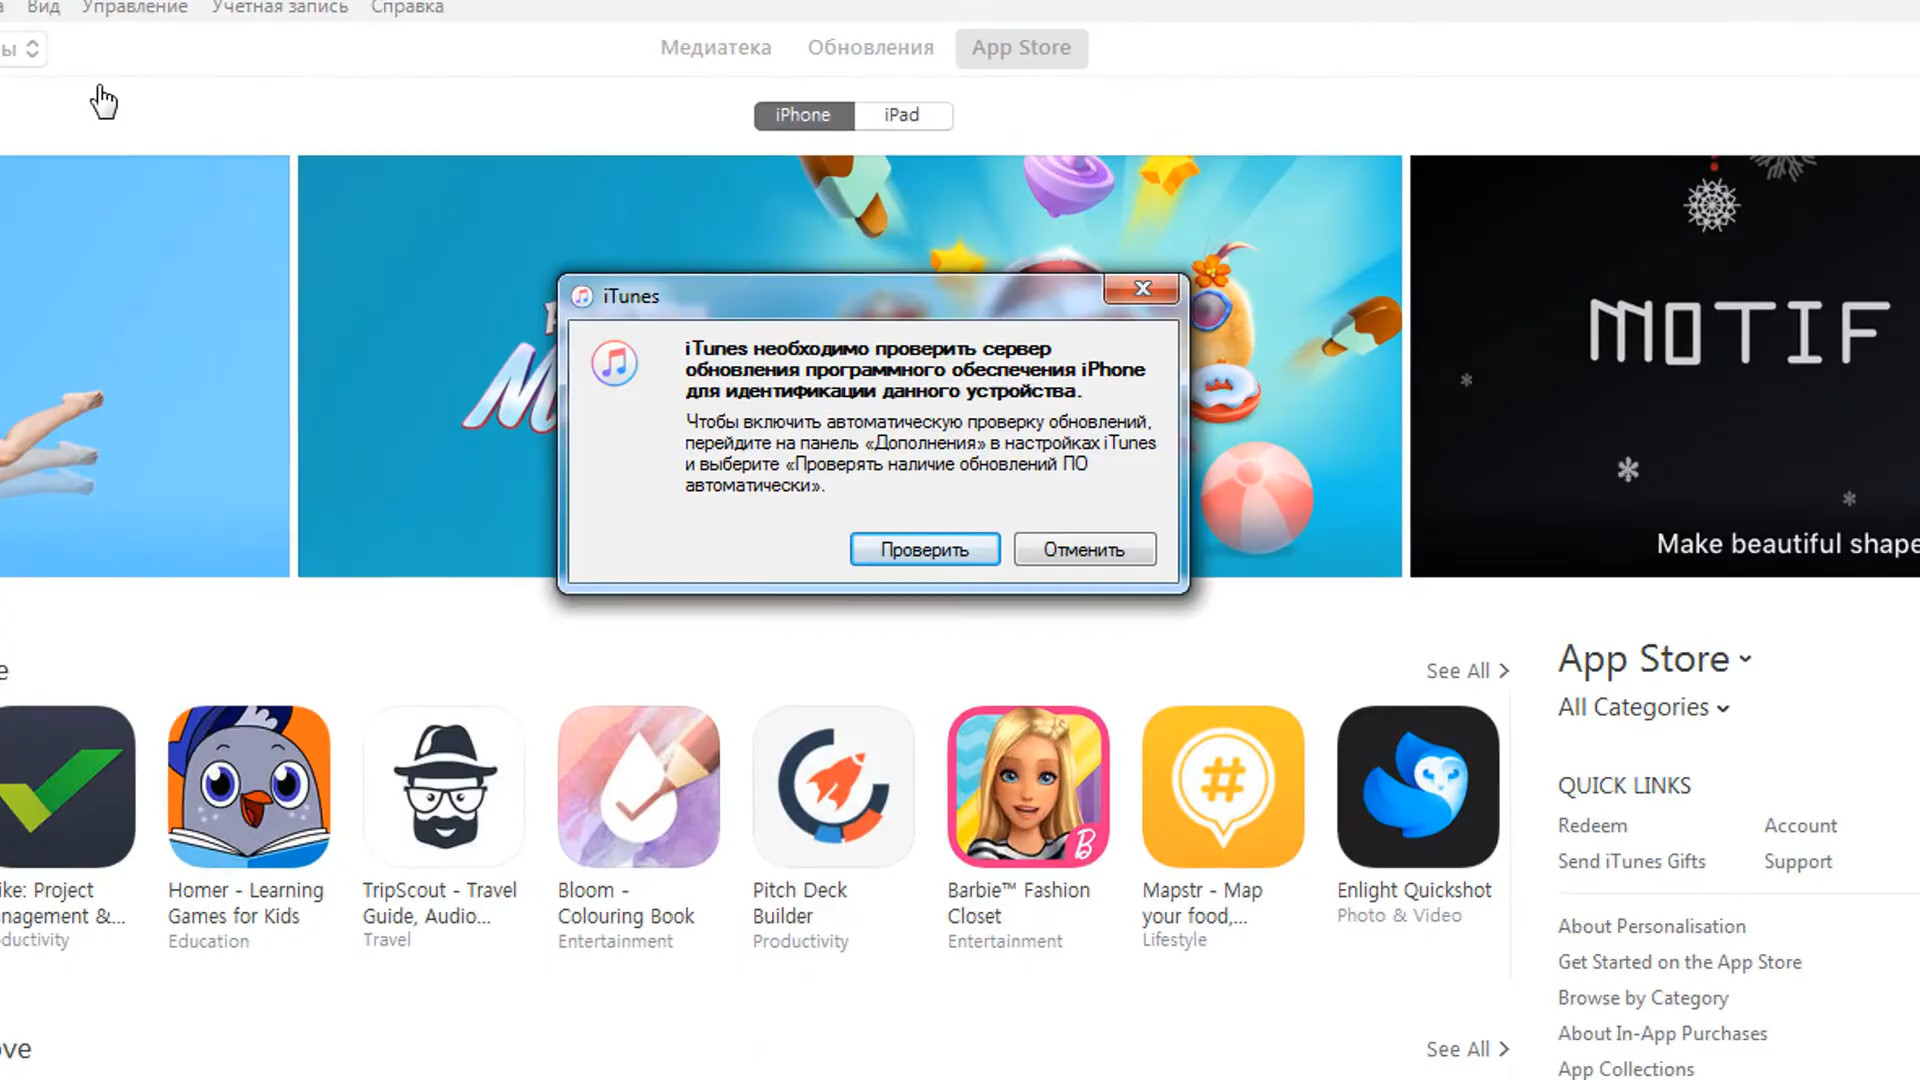 Вид Управление Учетная запись Справка
Медиатека Обновления App Store
iPhone iPad
MOTIF
Make beautiful shape
iTunes
iTunes необходимо проверить сервер
обновления программного обеспечения iPhone
для идентификации данного устройства.
Чтобы включить автоматическую проверку обновлений,
перейдите на панель «Дополнения» в настройках iTunes
и выберите «Проверять наличие обновлений ПО
автоматически».
Проверить Отменить
See All
ike: Project
nagement &...
ductivity
Homer - Learning
Games for Kids
Education
TripScout - Travel
Guide, Audio...
Travel
Bloom -
Colouring Book
Entertainment
Pitch Deck
Builder
Productivity
Barbie™ Fashion
Closet
Entertainment
Mapstr - Map
your food,...
Lifestyle
Enlight Quickshot
Photo & Video
See All
App Store
All Categories
QUICK LINKS
Redeem Account
Send iTunes Gifts Support
About Personalisation
Get Started on the App Store
Browse by Category
About In-App Purchases
App Collections